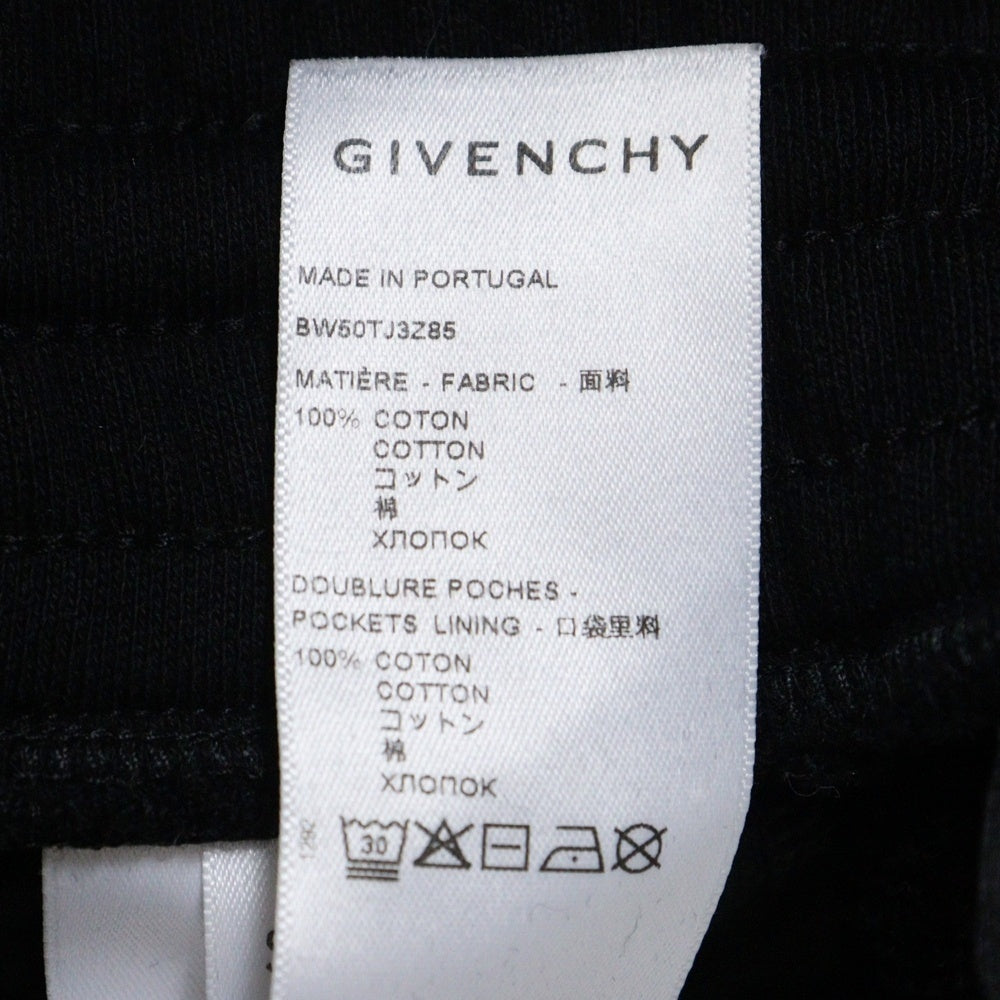 GIVENCHY
MADE IN PORTUGAL
BW50TJ3Z85
MATIÈRE - FABRIC - 面料
100% COTON
COTTON
コットン
棉
ХЛОПОК
DOUBLURE POCHES -
POCKETS LINING - 口袋里料
100% COTON
COTTON
コットン
棉
ХЛОПОК
1292
30